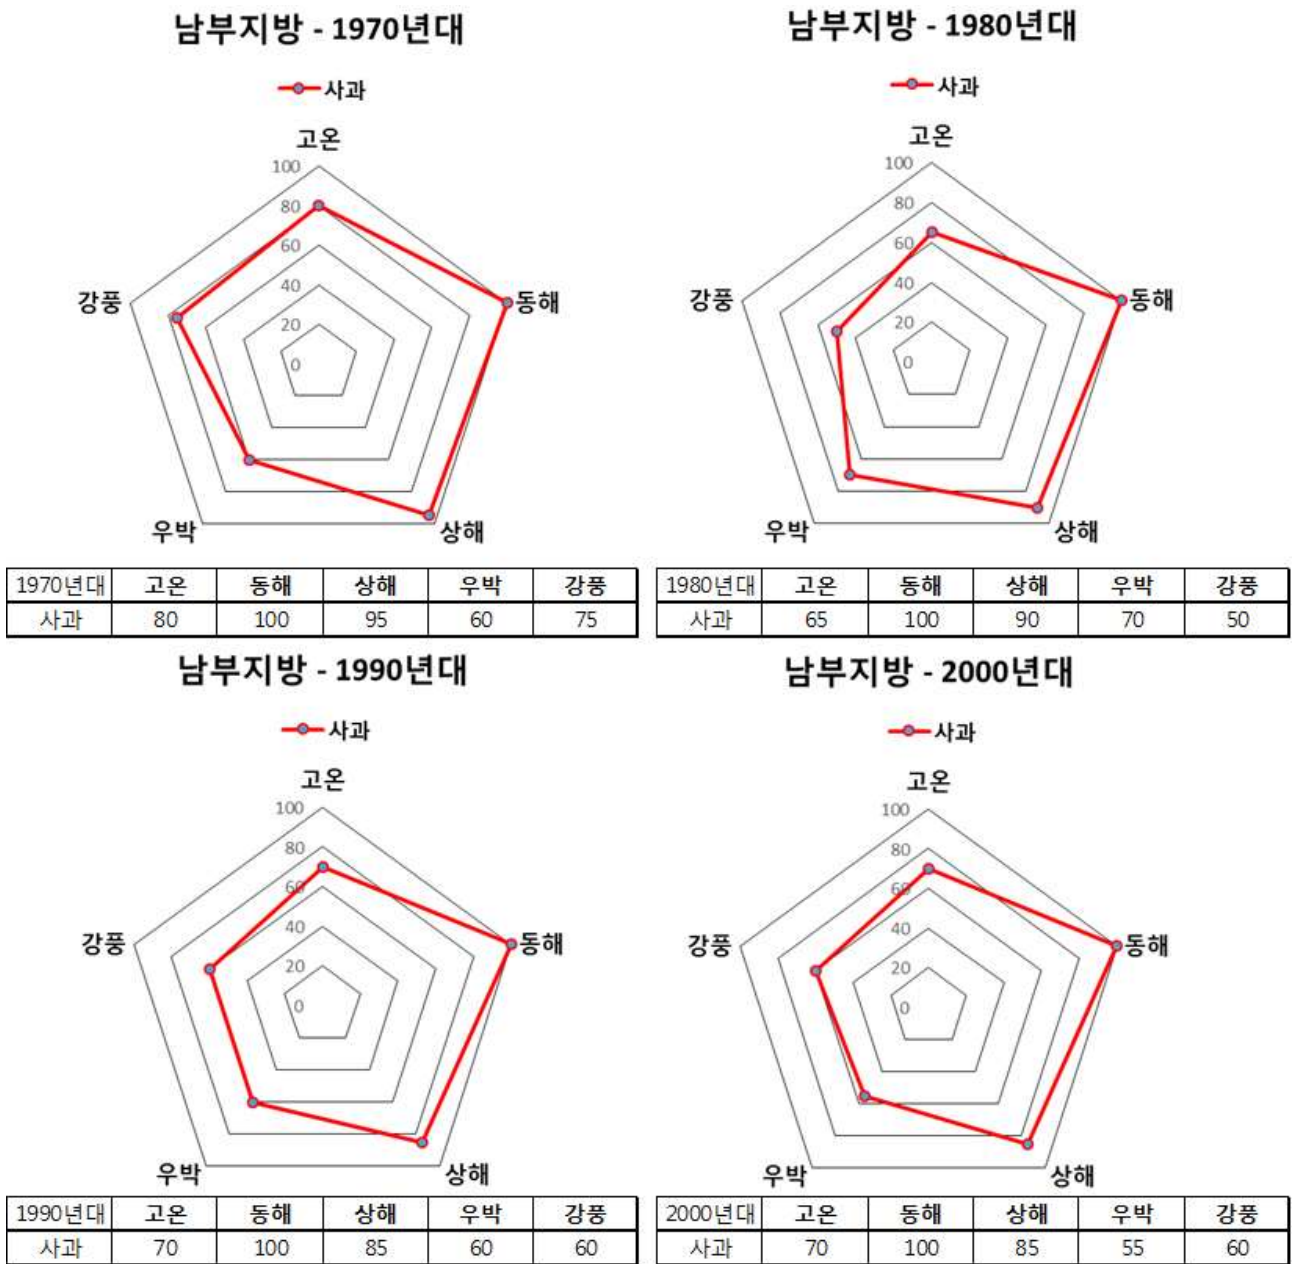 남부지방 - 1970년대
사과
고온
100
80
60
40
20
0
강풍
동해
우박
상해
1970년대 고온 동해 상해 우박 강풍
사과 80 100 95 60 75
남부지방 - 1980년대
사과
고온
100
80
60
40
20
0
강풍
동해
우박
상해
1980년대 고온 동해 상해 우박 강풍
사과 65 100 90 70 50
남부지방 - 1990년대
사과
고온
100
80
60
40
20
0
강풍
동해
우박
상해
1990년대 고온 동해 상해 우박 강풍
사과 70 100 85 60 60
남부지방 - 2000년대
사과
고온
100
80
60
40
20
0
강풍
동해
우박
상해
2000년대 고온 동해 상해 우박 강풍
사과 70 100 85 55 60